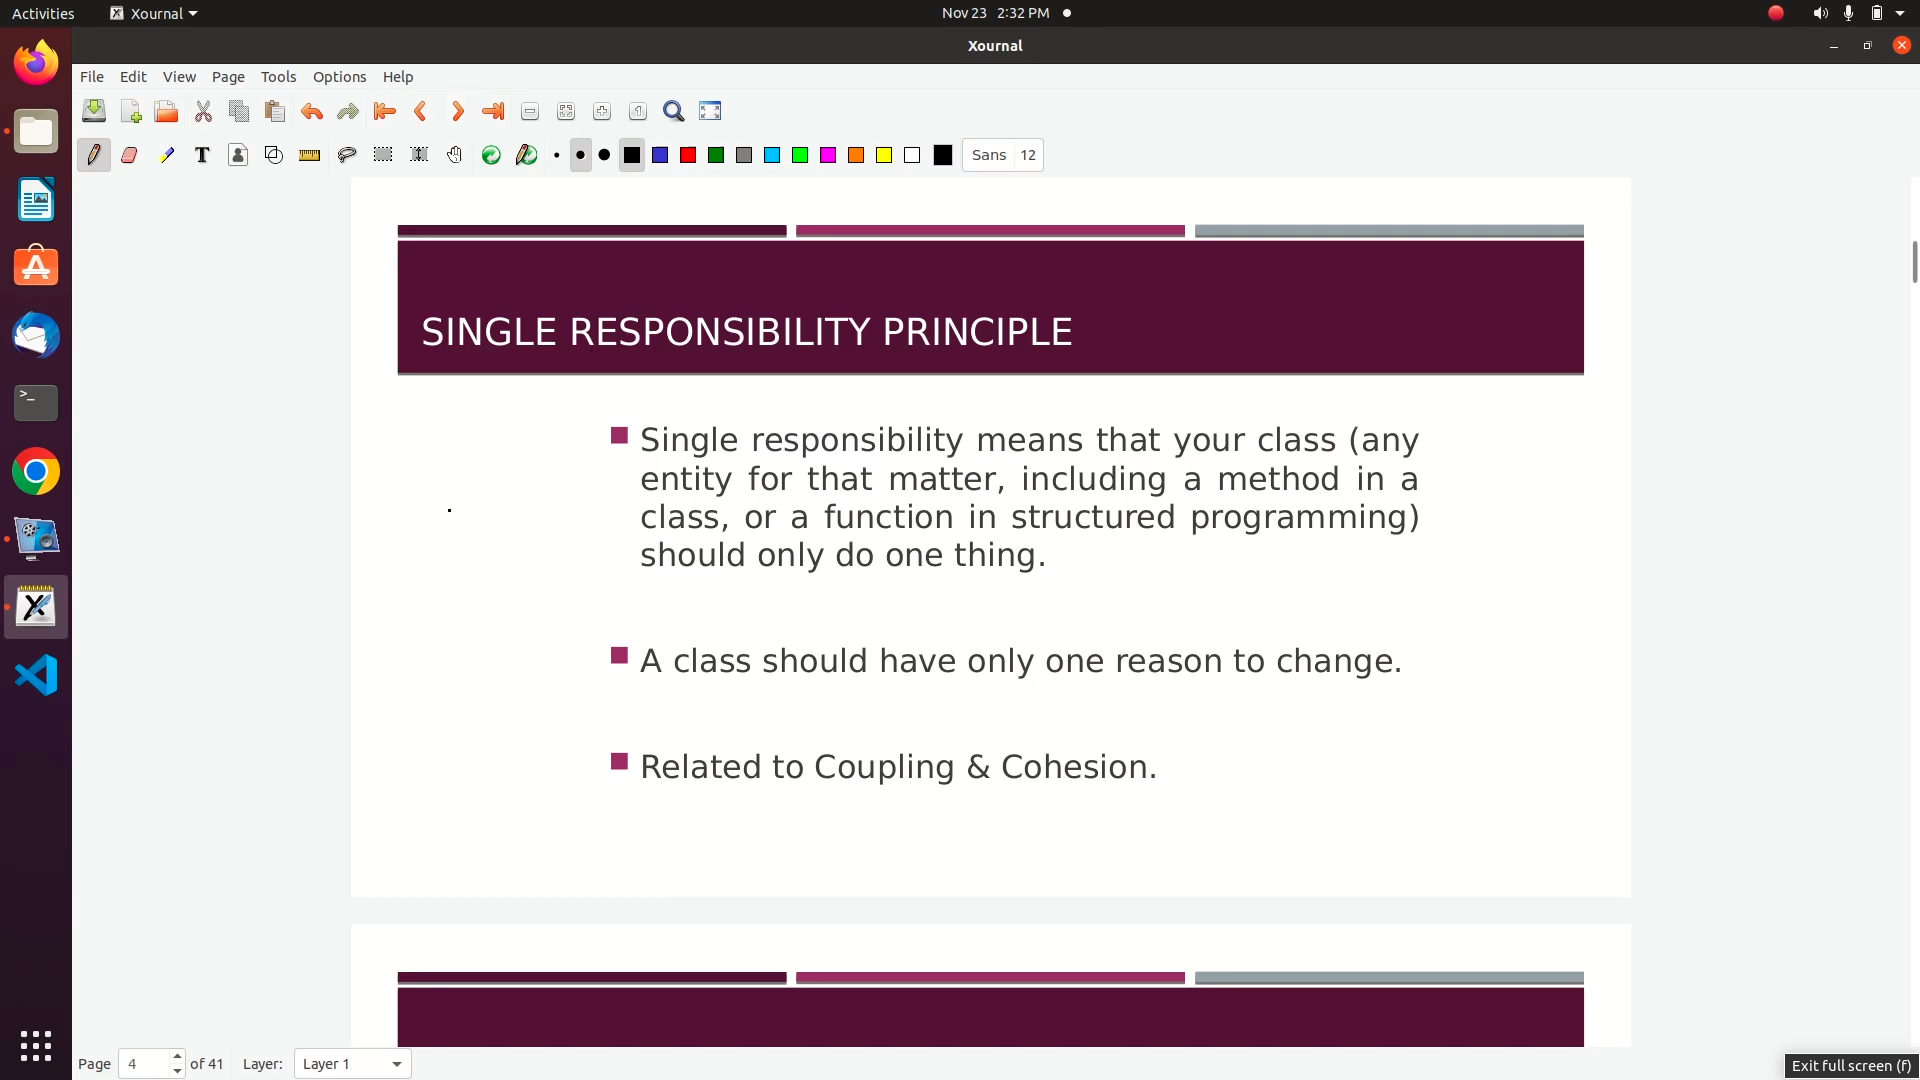 Activities
Xournal
Nov 23 2:32 PM
Xournal
File Edit View Page Tools Options Help
T
Sans 12
SINGLE RESPONSIBILITY PRINCIPLE
Single responsibility means that your class (any
entity for that matter, including a method in a
class, or a function in structured programming)
should only do one thing.
A class should have only one reason to change.
Related to Coupling & Cohesion.
Page 4 of 41 Layer: Layer 1
Exit full screen (f)